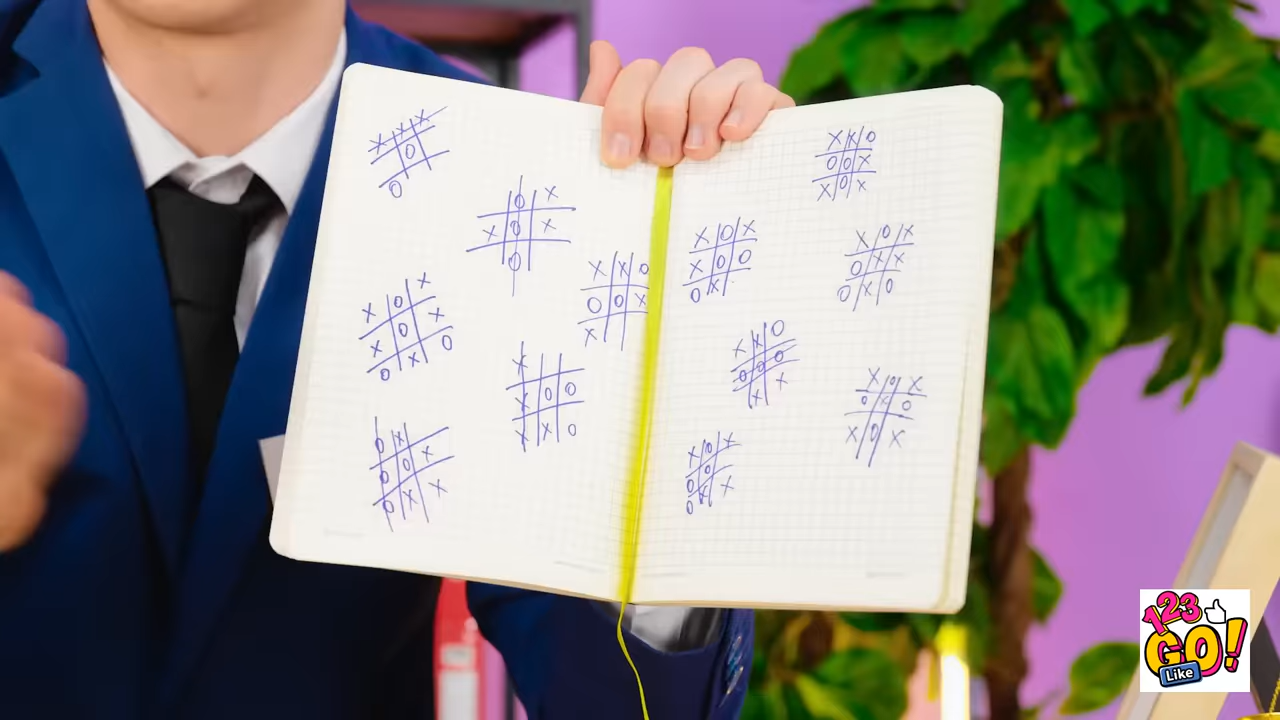 X X X
O
O
O X
X O X
O
X X O
O O X
X
X O X
X O X
O X O
X
X O O
X X O
O X
O O X
O X X
X X O
O O X
X O X
X O X
X O O
O X
X O X
O X X
O X O
X X O
O O O
X X
X O X
O X O
X O X
X O X
O O
O X X
123
GO!
Like